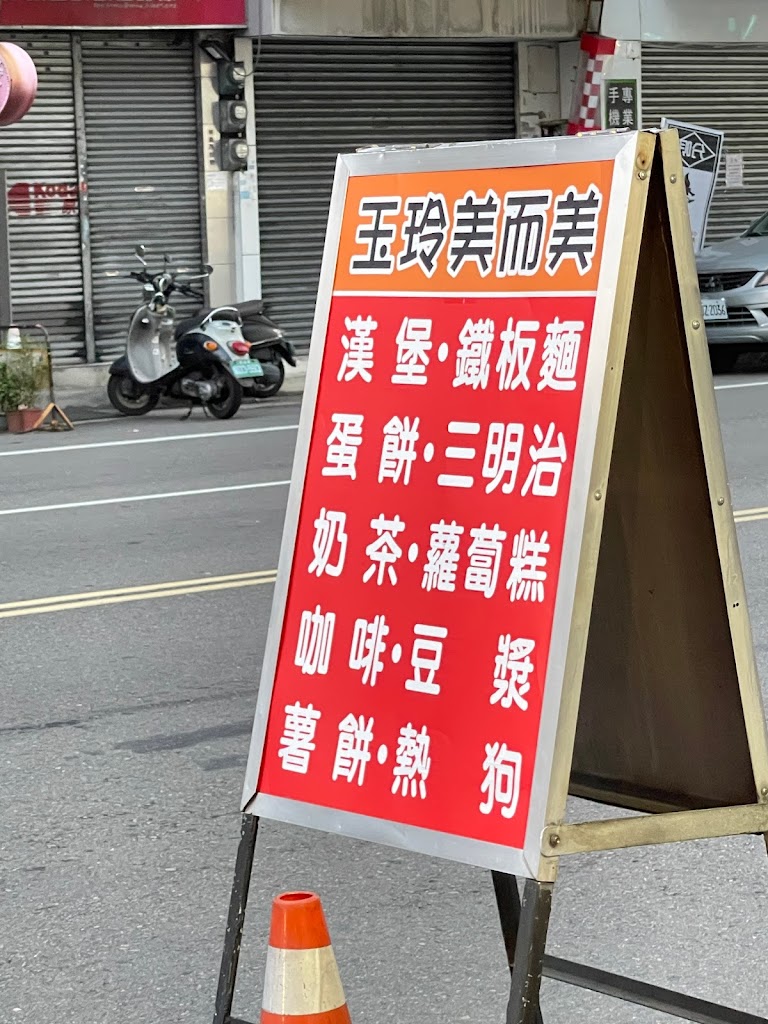 玉玲美而美
漢堡·鐵板麵
蛋餅·三明治
奶茶·蘿蔔糕
咖啡·豆漿
薯餅·熱狗
專業
手機